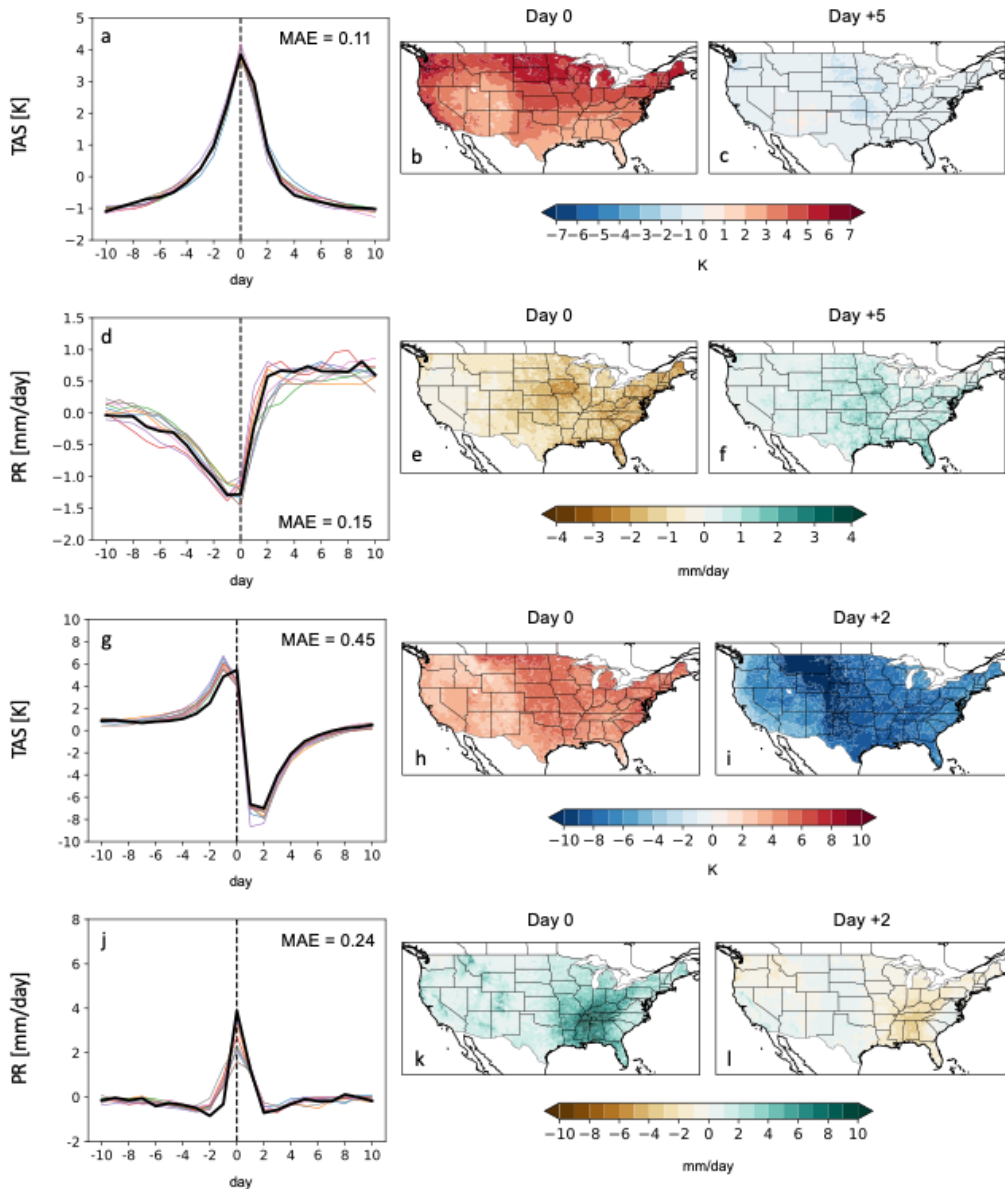 a
MAE = 0.11
TAS [K]
5
4
3
2
1
0
−1
−2
-10 -8 -6 -4 -2 0 2 4 6 8 10
day
Day 0
Day +5
b
c
−7−6−5−4−3−2−1 0 1 2 3 4 5 6 7
K
d
MAE = 0.15
PR [mm/day]
1.5
1.0
0.5
0.0
−0.5
−1.0
−1.5
−2.0
-10 -8 -6 -4 -2 0 2 4 6 8 10
day
Day 0
Day +5
e
f
−4 −3 −2 −1 0 1 2 3 4
mm/day
g
MAE = 0.45
TAS [K]
10
8
6
4
2
0
-2
-4
-6
-8
-10
-10 -8 -6 -4 -2 0 2 4 6 8 10
day
Day 0
Day +2
h
i
−10 −8 −6 −4 −2 0 2 4 6 8 10
K
j
MAE = 0.24
PR [mm/day]
8
6
4
2
0
-2
-10 -8 -6 -4 -2 0 2 4 6 8 10
day
Day 0
Day +2
k
l
−10 −8 −6 −4 −2 0 2 4 6 8 10
mm/day